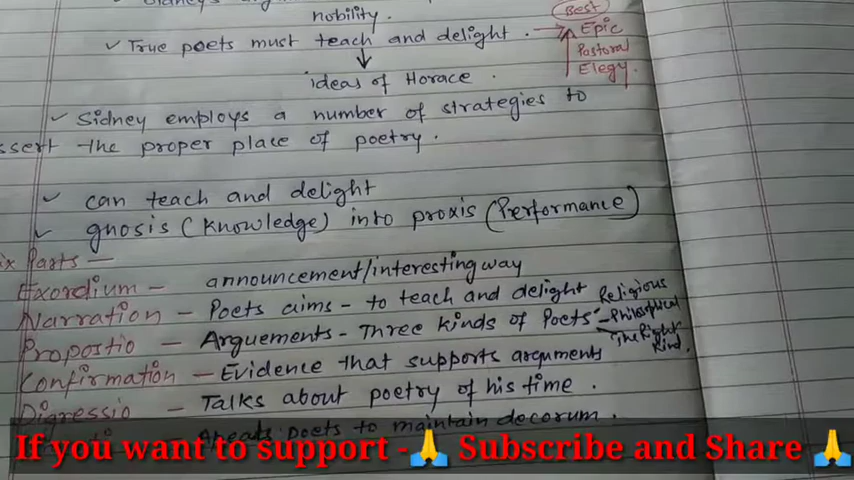 nobility.
Best
✓ True poets must teach and delight. → Epic
Pastoral
Elegy.
ideas of Horace.
✓ Sidney employs a number of strategies to
ssert the proper place of poetry.
✓ can teach and delight
✓ gnosis (Knowledge) into proxis (Performance)
ix Parts —
Exordium — announcement/interesting way
Narration — Poets aims - to teach and delight
Propostio — Arguements - Three kinds of Poets
Religious
- Philosophical
The Right
Kind.
Confirmation — Evidence that supports arguments
Digressio — Talks about poetry of his time.
poets to maintain decorum.
If you want to support -🙏 Subscribe and Share 🙏